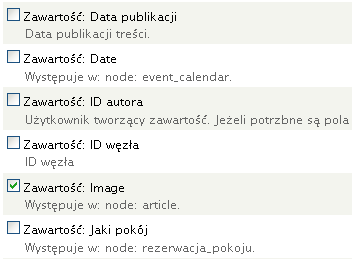 Zawartość: Data publikacji
Data publikacji treści.
Zawartość: Date
Występuje w: node: event_calendar.
Zawartość: ID autora
Użytkownik tworzący zawartość. Jeżeli potrzbne są pola
Zawartość: ID węzła
ID węzła
Zawartość: Image
Występuje w: node: article.
Zawartość: Jaki pokój
Występuje w: node: rezerwacja_pokoju.